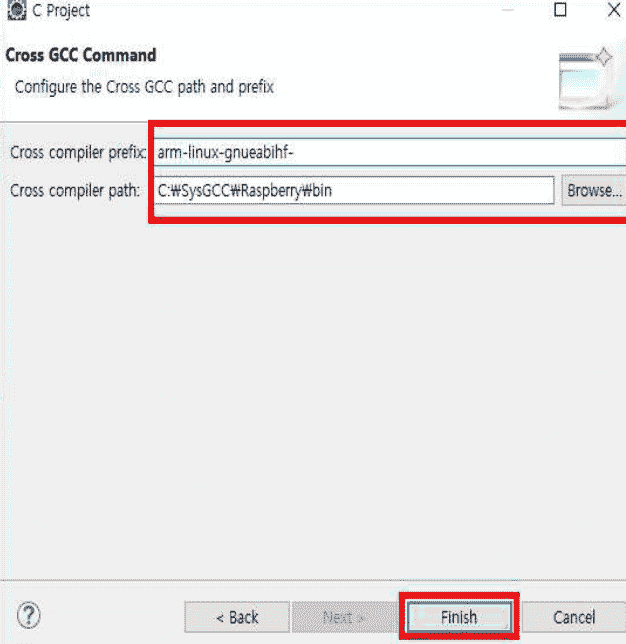 C Project
Cross GCC Command
Configure the Cross GCC path and prefix
Cross compiler prefix: arm-linux-gnueabihf-
Cross compiler path: C:₩SysGCC₩Raspberry₩bin Browse...
? < Back Next > Finish Cancel